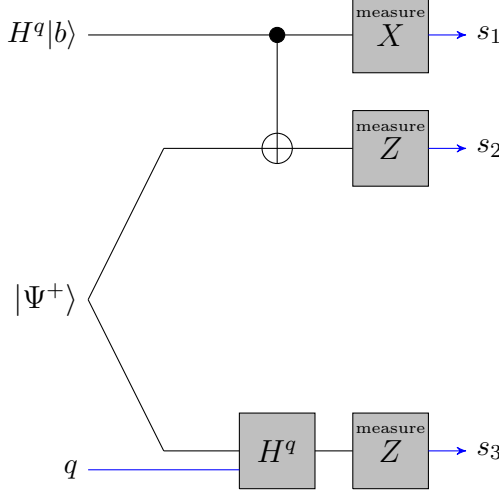 H^q|b⟩
measure
X
s_1
measure
Z
s_2
|Ψ^+⟩
q
H^q
measure
Z
s_3